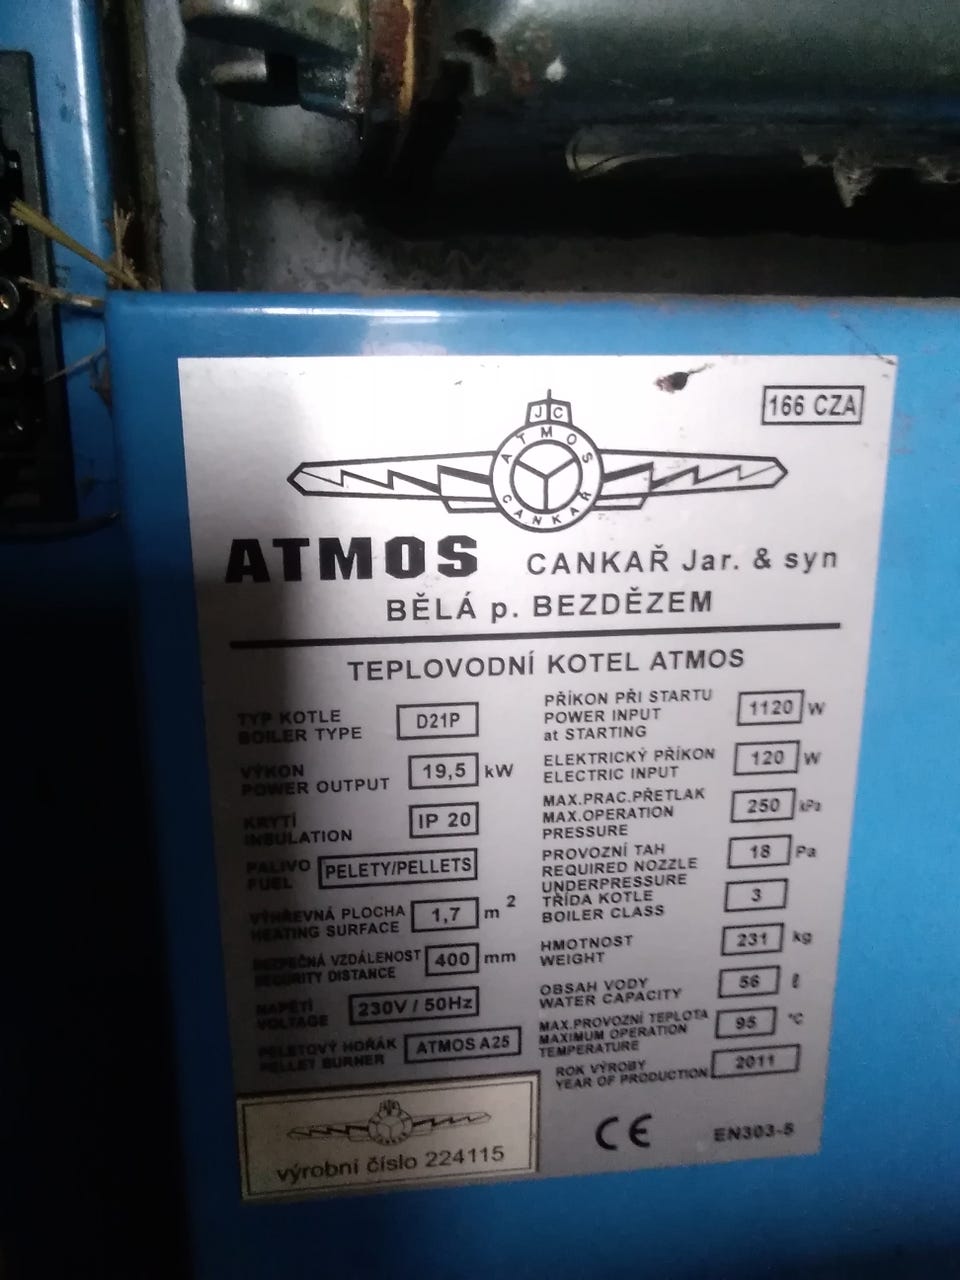 166 CZA
JC
ATMOS
CANKAŘ
ATMOS CANKAŘ Jar. & syn
BĚLÁ p. BEZDĚZEM
TEPLOVODNÍ KOTEL ATMOS
TYP KOTLE
BOILER TYPE
D21P
VÝKON
POWER OUTPUT
19,5 kW
KRYTÍ
INSULATION
IP 20
PALIVO
FUEL
PELETY/PELLETS
VÝHŘEVNÁ PLOCHA
HEATING SURFACE
1,7 m²
BEZPEČNÁ VZDÁLENOST
SECURITY DISTANCE
400 mm
NAPĚTÍ
VOLTAGE
230V / 50Hz
PELETOVÝ HOŘÁK
PELLET BURNER
ATMOS A25
PŘÍKON PŘI STARTU
POWER INPUT
at STARTING
1120 W
ELEKTRICKÝ PŘÍKON
ELECTRIC INPUT
120 W
MAX.PRAC.PŘETLAK
MAX.OPERATION
PRESSURE
250 kPa
PROVOZNÍ TAH
REQUIRED NOZZLE
UNDERPRESSURE
18 Pa
TŘÍDA KOTLE
BOILER CLASS
3
HMOTNOST
WEIGHT
231 kg
OBSAH VODY
WATER CAPACITY
56 ℓ
MAX.PROVOZNÍ TEPLOTA
MAXIMUM OPERATION
TEMPERATURE
95 °C
ROK VÝROBY
YEAR OF PRODUCTION
2011
CE EN303-5
výrobní číslo 224115